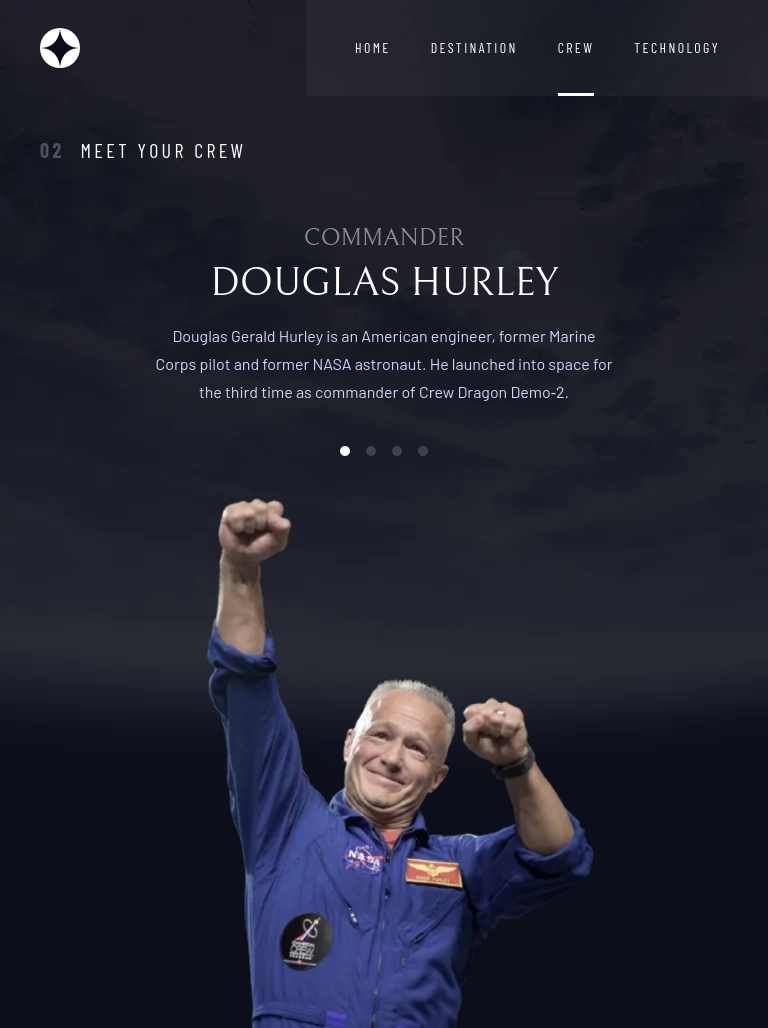 HOME
DESTINATION
CREW
TECHNOLOGY
02 MEET YOUR CREW
COMMANDER
DOUGLAS HURLEY
Douglas Gerald Hurley is an American engineer, former Marine
Corps pilot and former NASA astronaut. He launched into space for
the third time as commander of Crew Dragon Demo-2.
NASA
CREW